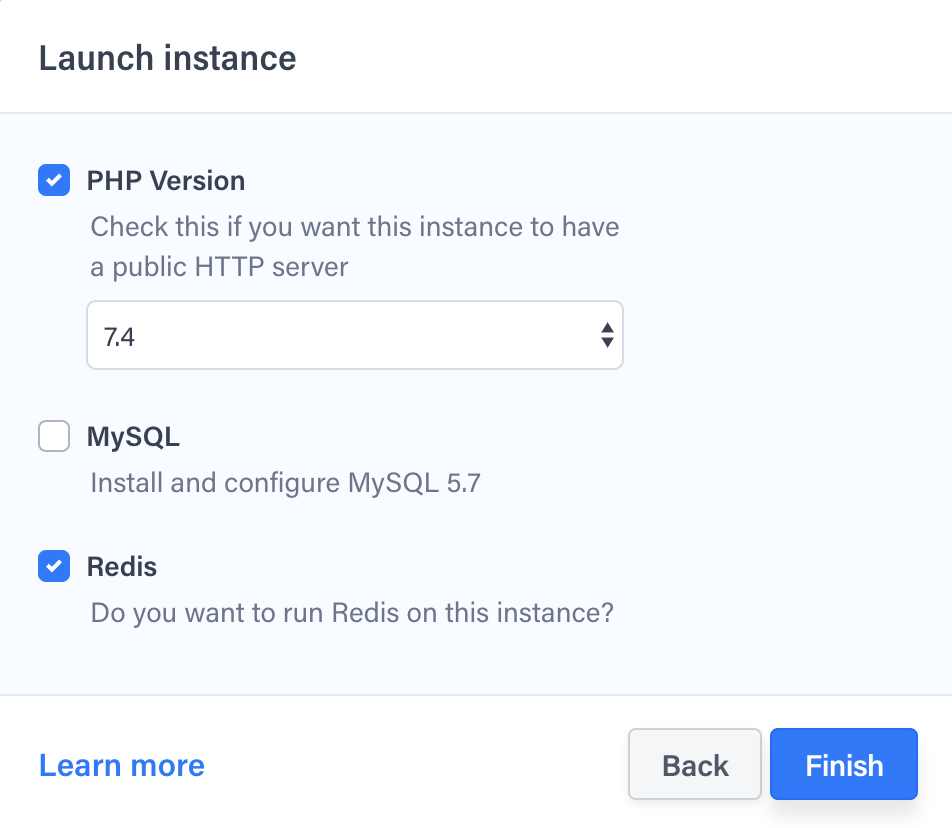 Launch instance
PHP Version
Check this if you want this instance to have
a public HTTP server
7.4
MySQL
Install and configure MySQL 5.7
Redis
Do you want to run Redis on this instance?
Learn more
Back
Finish